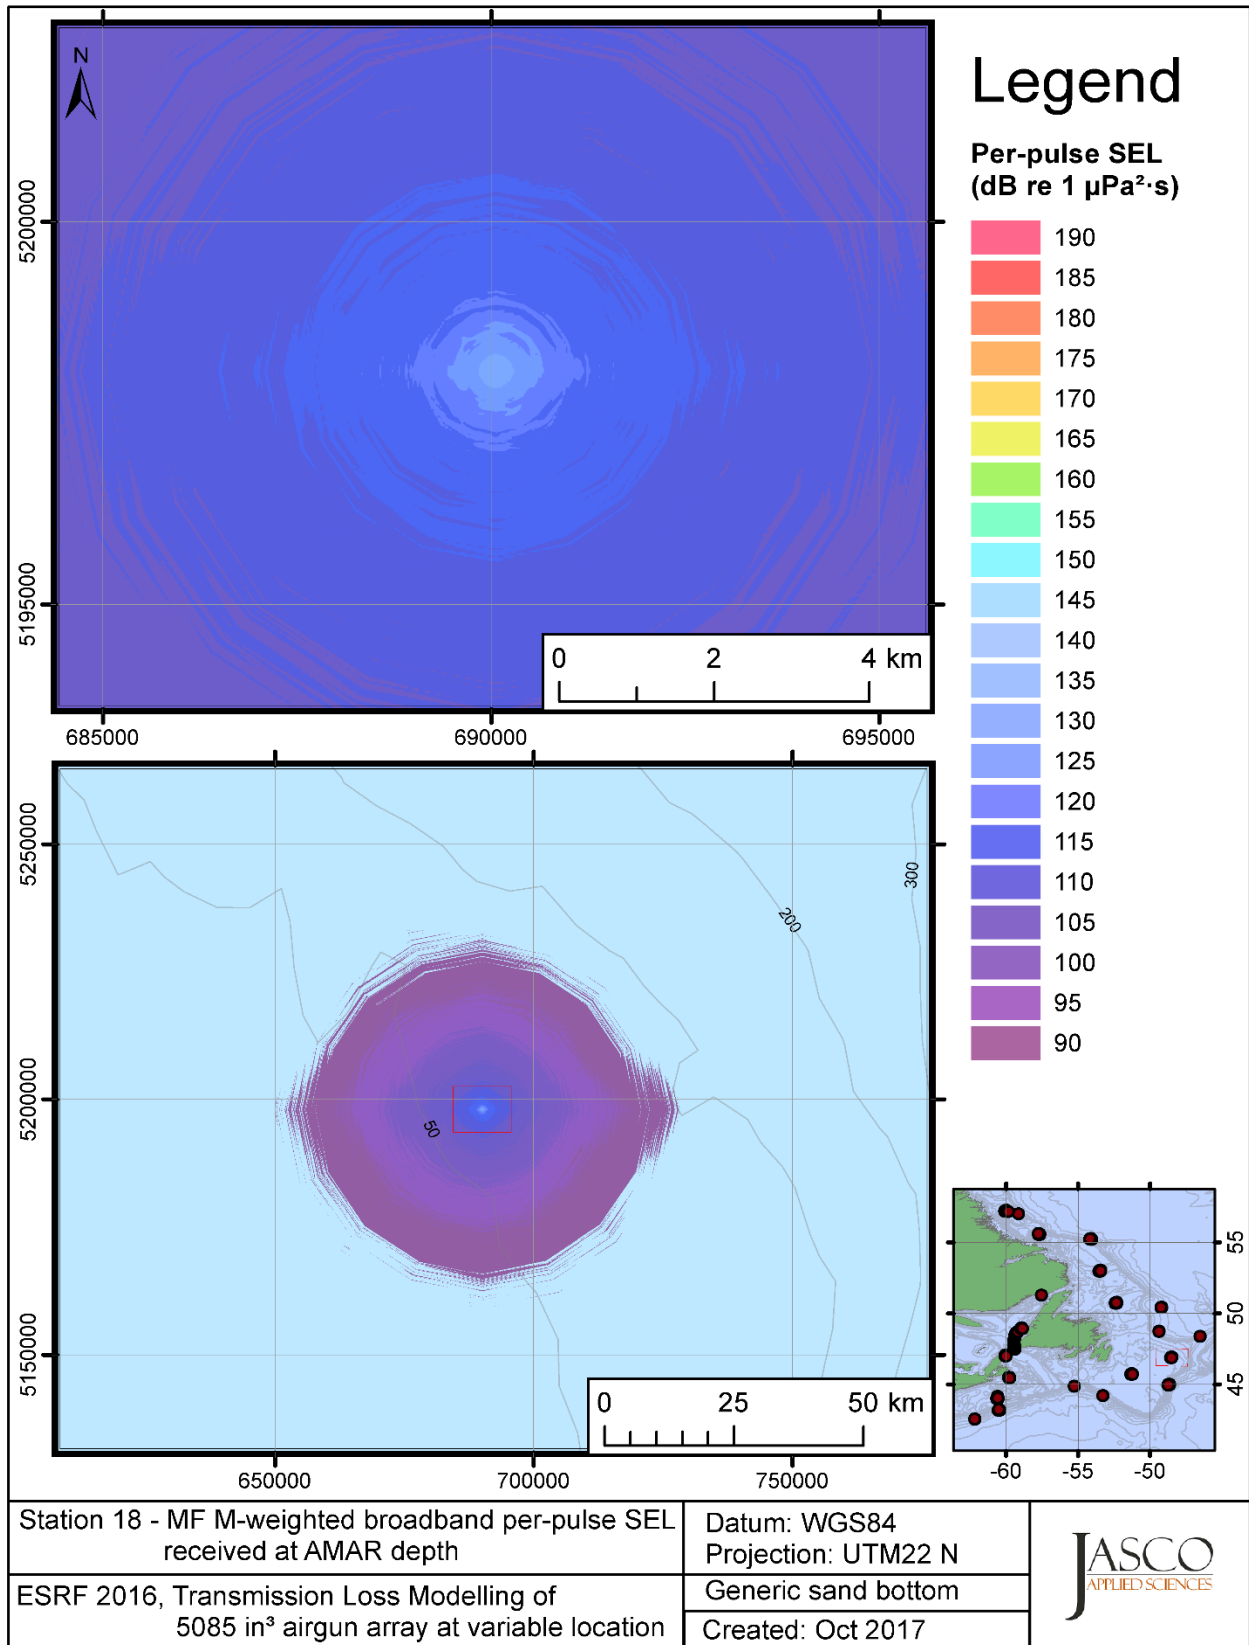 N
5200000
5195000
0
2
4 km
685000
690000
695000
Legend
Per-pulse SEL
(dB re 1 µPa²·s)
190
185
180
175
170
165
160
155
150
145
140
135
130
125
120
115
110
105
100
95
90
5250000
5200000
5150000
300
200
50
0
25
50 km
650000
700000
750000
55
50
45
-60
-55
-50
Station 18 - MF M-weighted broadband per-pulse SEL
received at AMAR depth
ESRF 2016, Transmission Loss Modelling of
5085 in³ airgun array at variable location
Datum: WGS84
Projection: UTM22 N
Generic sand bottom
Created: Oct 2017
JASCO
APPLIED SCIENCES